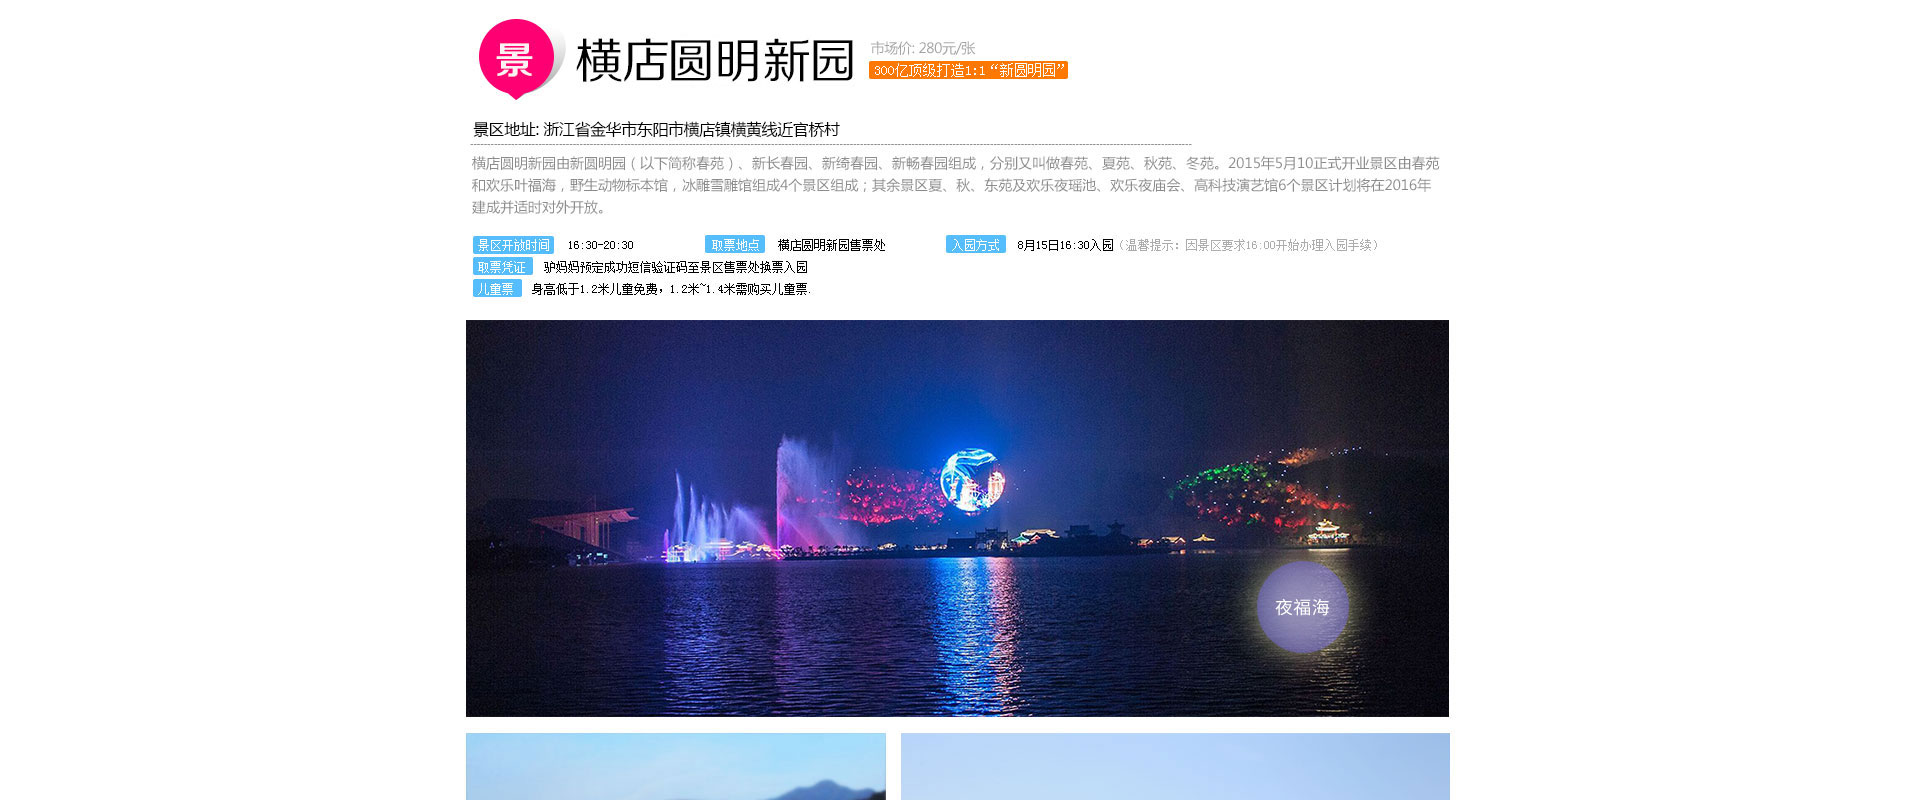 景
横店圆明新园
市场价: 280元/张
300亿顶级打造1:1“新圆明园”
景区地址: 浙江省金华市东阳市横店镇横黄线近官桥村
横店圆明新园由新圆明园（以下简称春苑）、新长春园、新绮春园、新畅春园组成，分别又叫做春苑、夏苑、秋苑、冬苑。2015年5月10正式开业景区由春苑
和欢乐叶福海，野生动物标本馆，冰雕雪雕馆组成4个景区组成；其余景区夏、秋、东苑及欢乐夜瑶池、欢乐夜庙会、高科技演艺馆6个景区计划将在2016年
建成并适时对外开放。
景区开放时间 16:30-20:30 取票地点 横店圆明新园售票处 入园方式 8月15日16:30入园（温馨提示：因景区要求16:00开始办理入园手续）
取票凭证 驴妈妈预定成功短信验证码至景区售票处换票入园
儿童票 身高低于1.2米儿童免费，1.2米~1.4米需购买儿童票.
夜福海